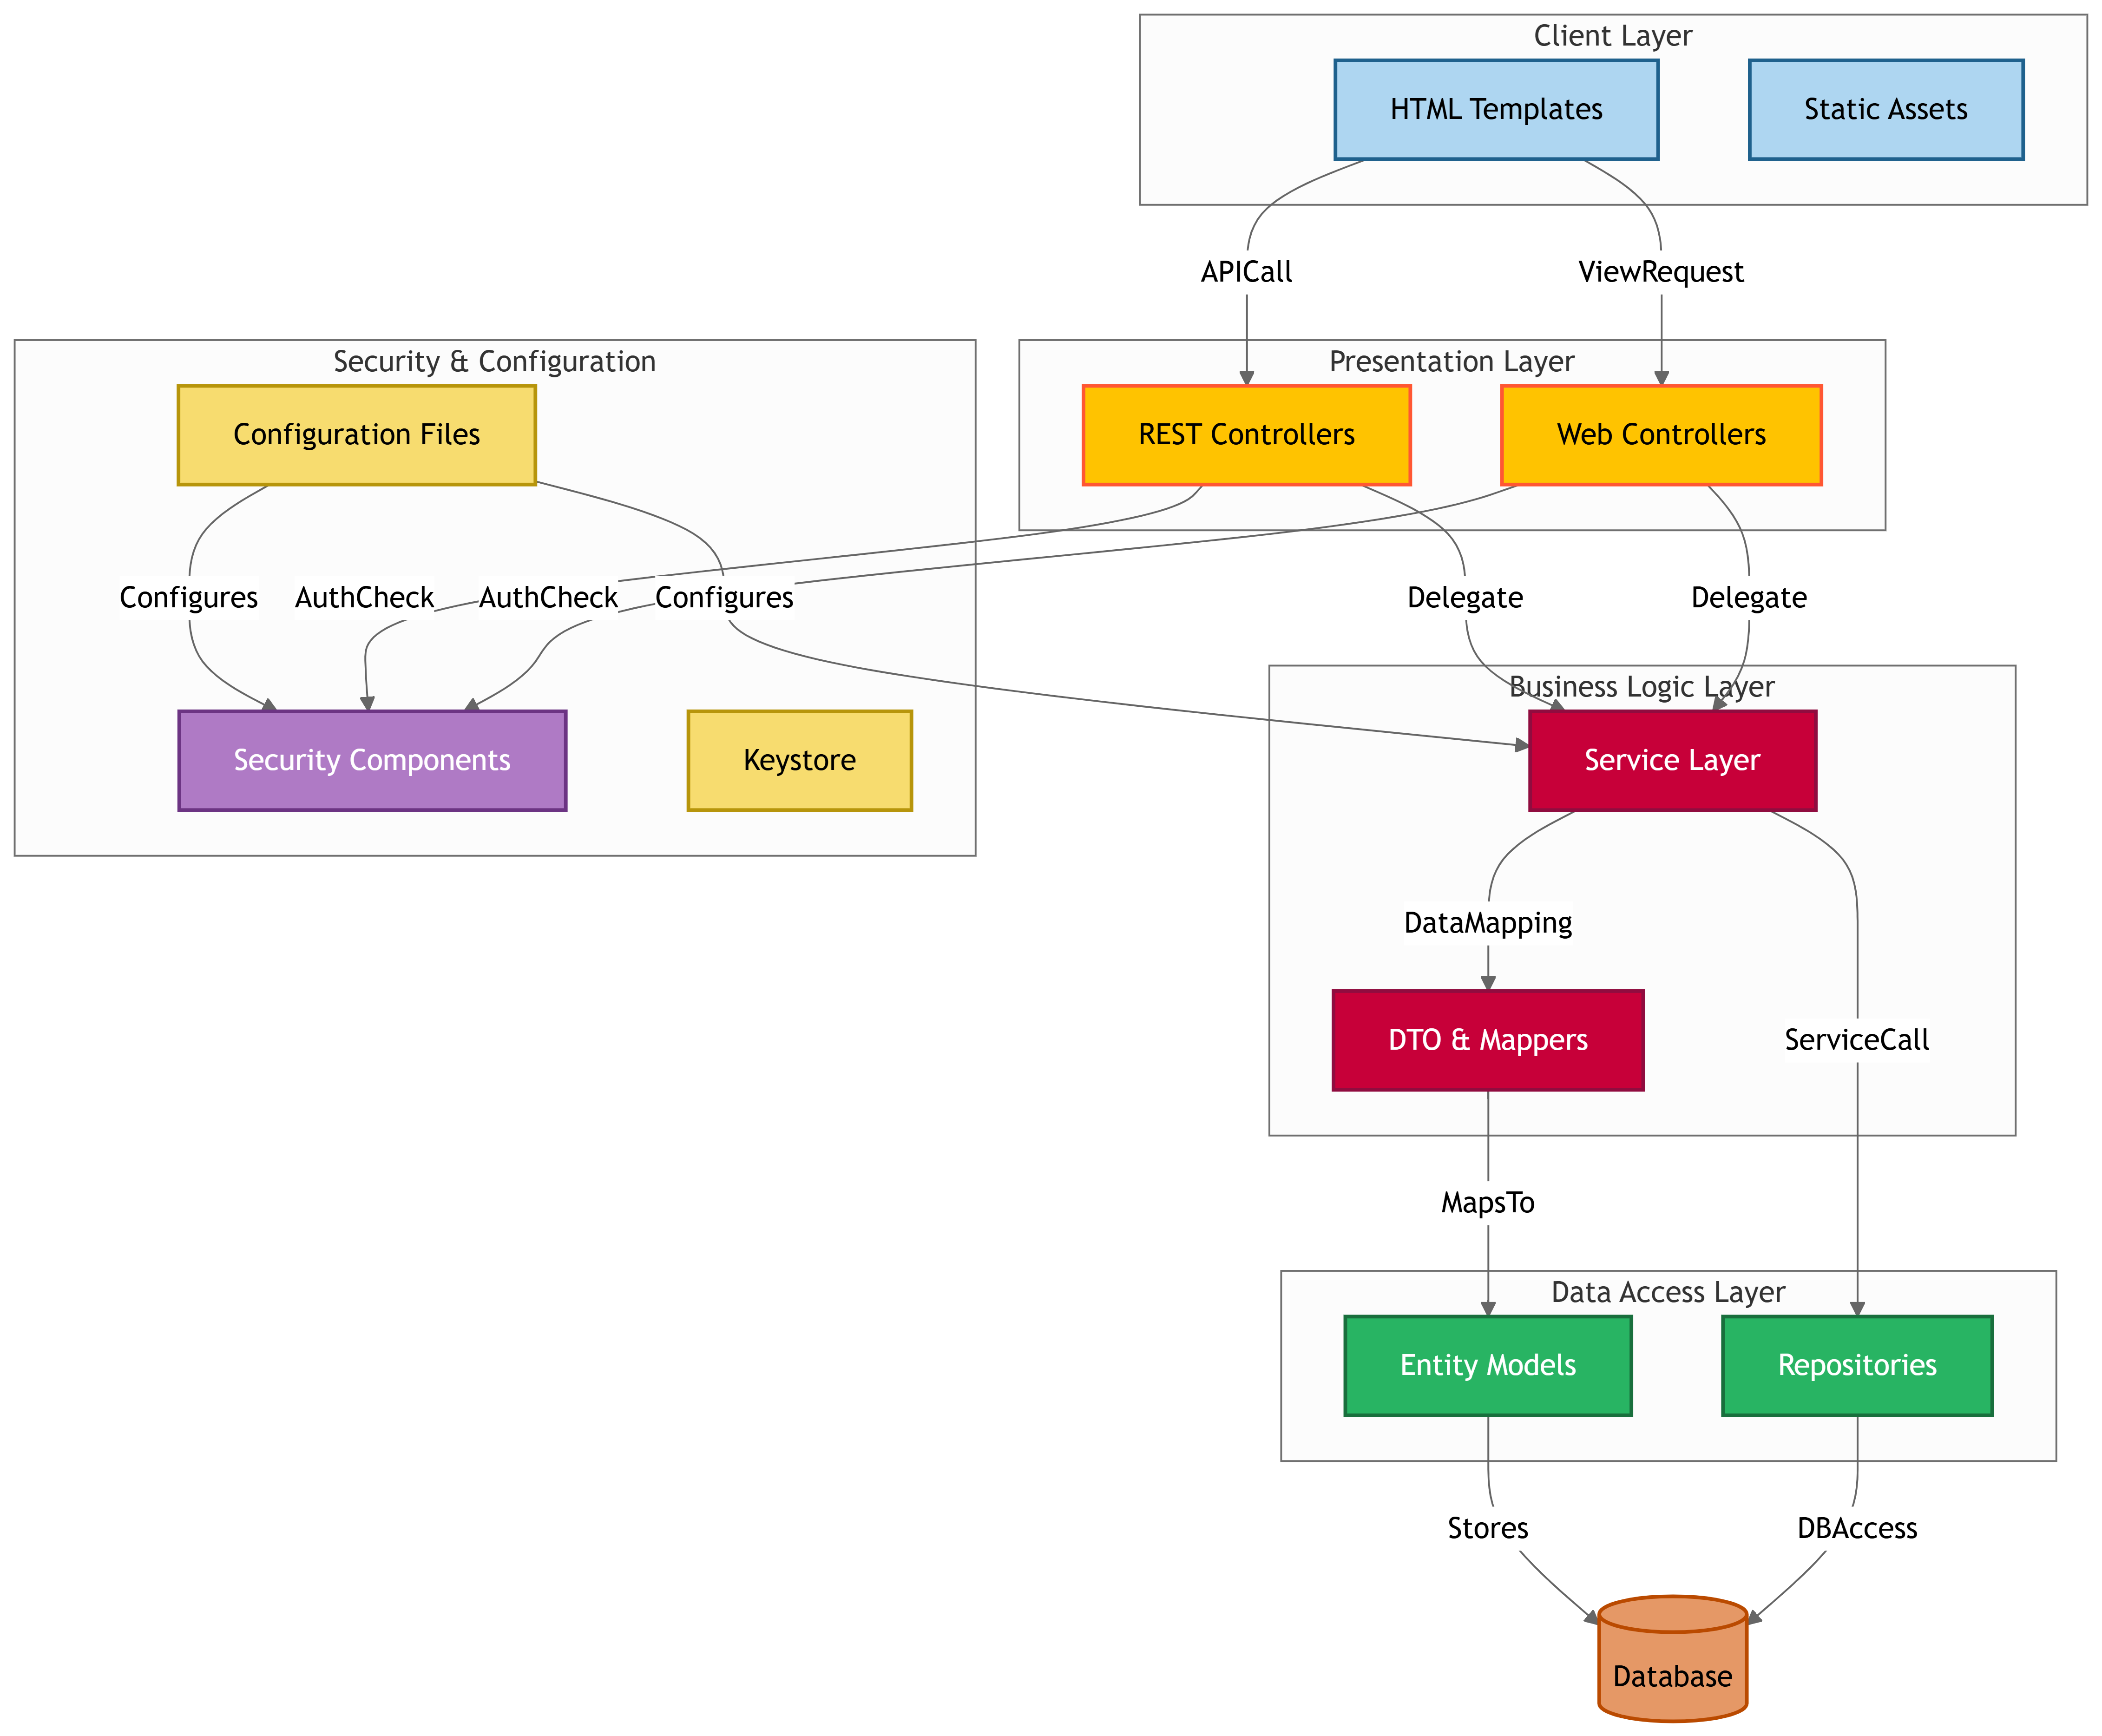 Client Layer
HTML Templates
Static Assets
APICall
ViewRequest
Security & Configuration
Presentation Layer
Configuration Files
REST Controllers
Web Controllers
Configures
AuthCheck
AuthCheck
Configures
Delegate
Delegate
Business Logic Layer
Security Components
Keystore
Service Layer
DataMapping
DTO & Mappers
ServiceCall
MapsTo
Data Access Layer
Entity Models
Repositories
Stores
DBAccess
Database